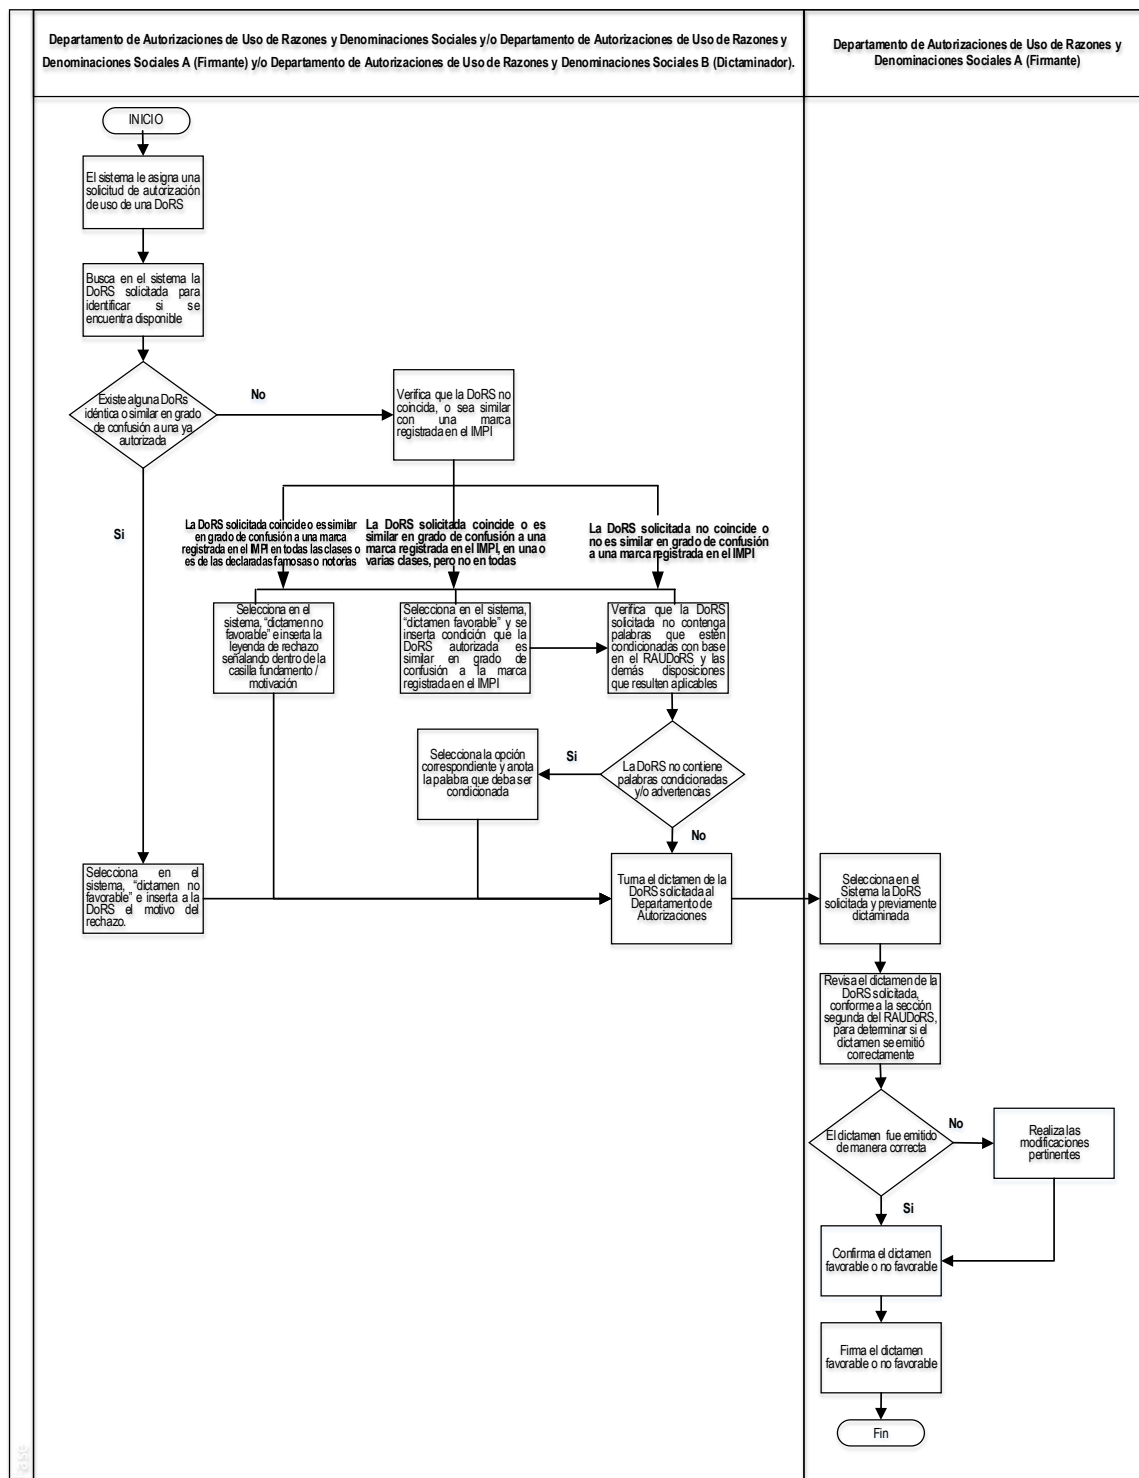 Departamento de Autorizaciones de Uso de Razones y Denominaciones Sociales y/o Departamento de Autorizaciones de Uso de Razones y
Denominaciones Sociales A (Firmante) y/o Departamento de Autorizaciones de Uso de Razones y Denominaciones Sociales B (Dictaminador).
Departamento de Autorizaciones de Uso de Razones y
Denominaciones Sociales A (Firmante)
INICIO
El sistema le asigna una
solicitud de autorización
de uso de una DoRS
Busca en el sistema la
DoRS solicitada para
identificar si se
encuentra disponible
Existe alguna DoRs
idéntica o similar en grado
de confusión a una ya
autorizada
No
Verifica que la DoRS no
coincida, o sea similar
con una marca
registrada en el IMPI
Si
La DoRS solicitada coincide o es similar
en grado de confusión a una marca
registrada en el IMPI en todas las clases o
es de las declaradas famosas o notorias
La DoRS solicitada coincide o es
similar en grado de confusión a una
marca registrada en el IMPI, en una o
varias clases, pero no en todas
La DoRS solicitada no coincide o
no es similar en grado de confusión
a una marca registrada en el IMPI
Selecciona en el
sistema, “dictamen no
favorable” e inserta la
leyenda de rechazo
señalando dentro de la
casilla fundamento /
motivación
Selecciona en el sistema,
“dictamen favorable” y se
inserta condición que la
DoRS autorizada es
similar en grado de
confusión a la marca
registrada en el IMPI
Verifica que la DoRS
solicitada no contenga
palabras que estén
condicionadas con base
en el RAUDoRS y las
demás disposiciones
que resulten aplicables
Selecciona la opción
correspondiente y anota
la palabra que deba ser
condicionada
Si
La DoRS no contiene
palabras condicionadas
y/o advertencias
No
Selecciona en el
sistema, “dictamen no
favorable” e inserta a la
DoRS el motivo del
rechazo.
Turna el dictamen de la
DoRS solicitada al
Departamento de
Autorizaciones
Selecciona en el
Sistema la DoRS
solicitada y previamente
dictaminada
Revisa el dictamen de la
DoRS solicitada,
conforme a la sección
segunda del RAUDoRS,
para determinar si el
dictamen se emitió
correctamente
El dictamen fue emitido
de manera correcta
No
Realiza las
modificaciones
pertinentes
Si
Confirma el dictamen
favorable o no favorable
Firma el dictamen
favorable o no favorable
Fin